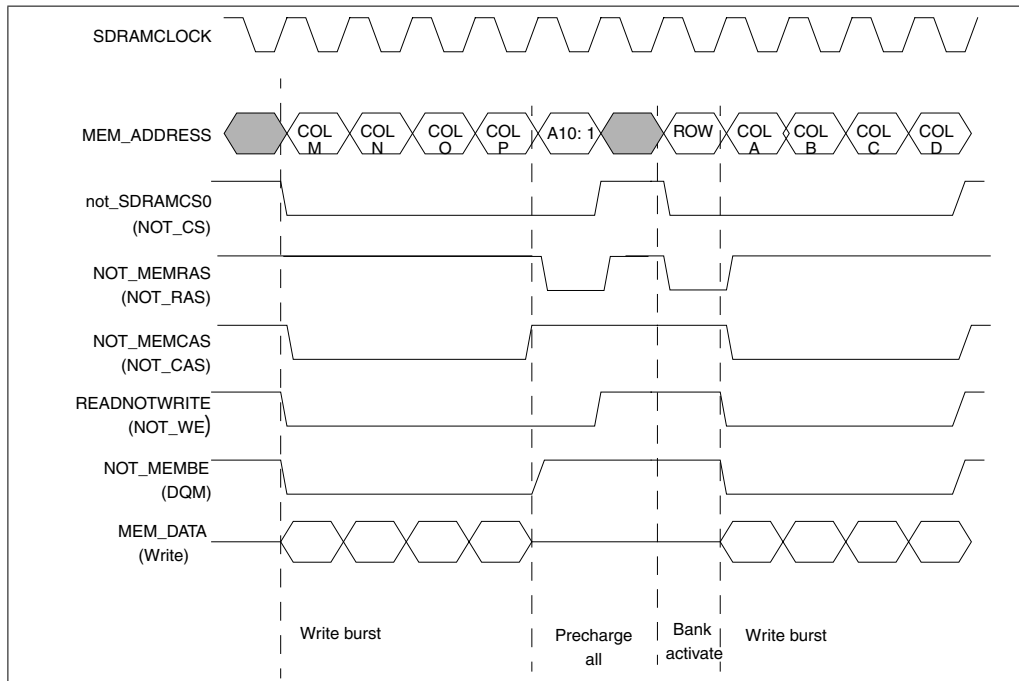 SDRAMCLOCK
MEM_ADDRESS
COL M
COL N
COL O
COL P
A10: 1
ROW
COL A
COL B
COL C
COL D
not_SDRAMCS0
(NOT_CS)
NOT_MEMRAS
(NOT_RAS)
NOT_MEMCAS
(NOT_CAS)
READNOTWRITE
(NOT_WE)
NOT_MEMBE
(DQM)
MEM_DATA
(Write)
Write burst
Precharge
all
Bank
activate
Write burst